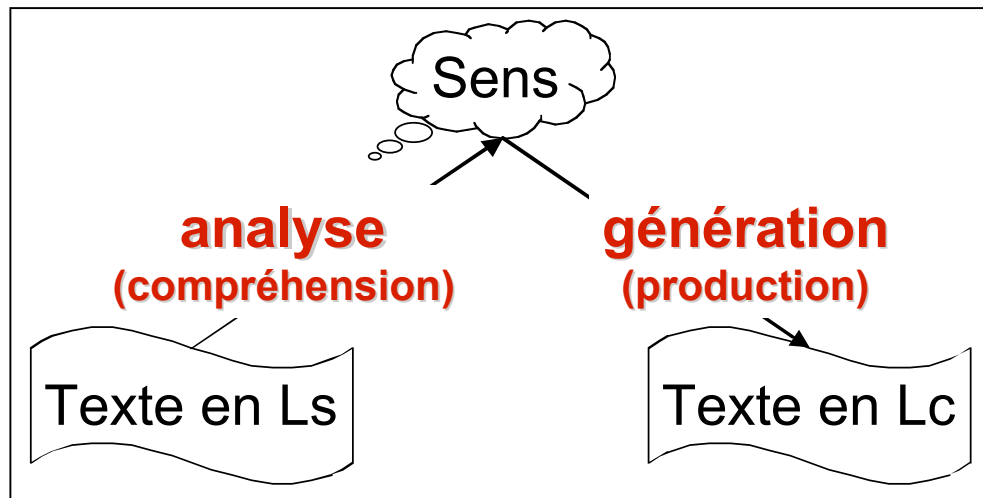 Sens
analyse
(compréhension)
génération
(production)
Texte en Ls
Texte en Lc